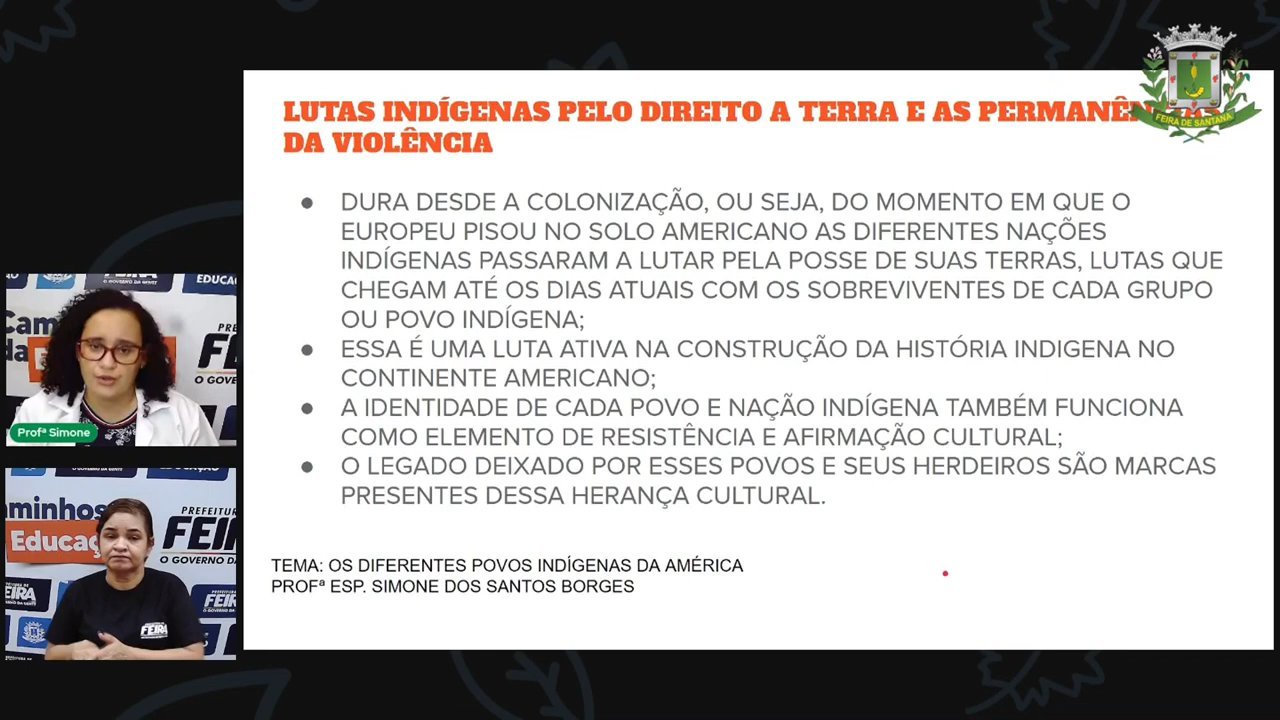 LUTAS INDÍGENAS PELO DIREITO A TERRA E AS
DA VIOLÊNCIA
FEIRA DE SANTANA
DURA DESDE A COLONIZAÇÃO, OU SEJA, DO MOMENTO EM QUE O
EUROPEU PISOU NO SOLO AMERICANO AS DIFERENTES NAÇÕES
INDÍGENAS PASSARAM A LUTAR PELA POSSE DE SUAS TERRAS, LUTAS QUE
CHEGAM ATÉ OS DIAS ATUAIS COM OS SOBREVIVENTES DE CADA GRUPO
OU POVO INDÍGENA;
ESSA É UMA LUTA ATIVA NA CONSTRUÇÃO DA HISTÓRIA INDIGENA NO
CONTINENTE AMERICANO;
A IDENTIDADE DE CADA POVO E NAÇÃO INDÍGENA TAMBÉM FUNCIONA
COMO ELEMENTO DE RESISTÊNCIA E AFIRMAÇÃO CULTURAL;
O LEGADO DEIXADO POR ESSES POVOS E SEUS HERDEIROS SÃO MARCAS
PRESENTES DESSA HERANÇA CULTURAL.
TEMA: OS DIFERENTES POVOS INDÍGENAS DA AMÉRICA
PROFª ESP. SIMONE DOS SANTOS BORGES
O GOVERNO
Profª Simone
Educaç
PREFEITUR
FEI
O GOVERNO DA
FEIRA